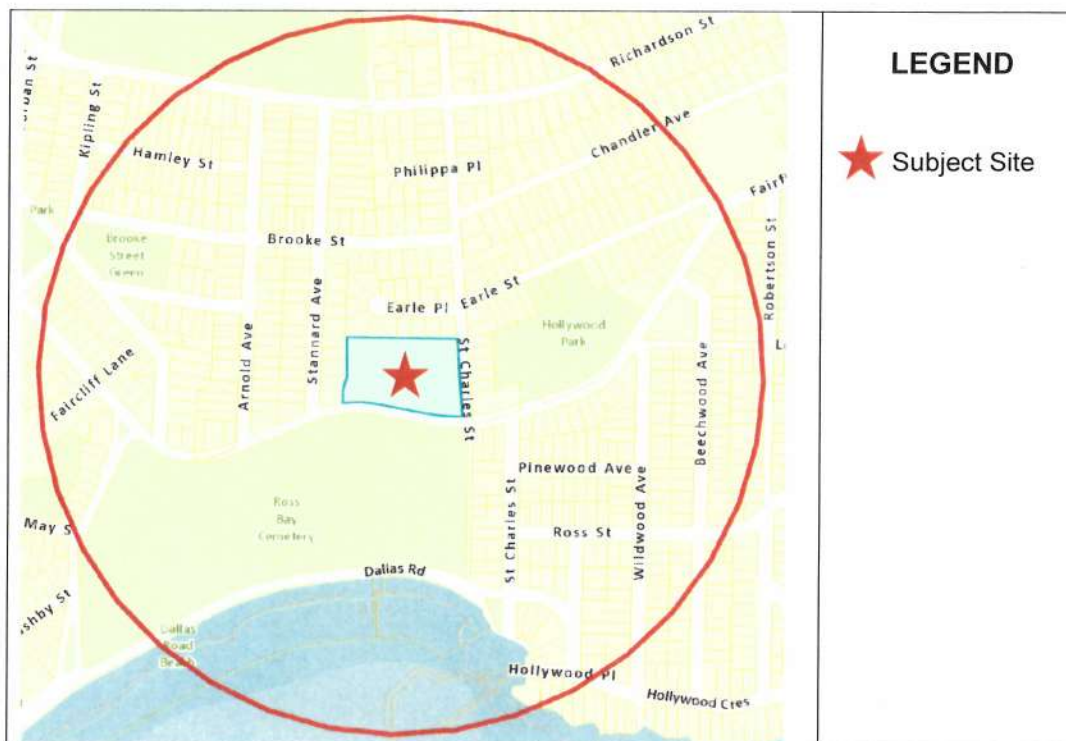 LEGEND
Subject Site
Richardson St
Kipling St
Chandler Ave
Hamley St
Philippa Pl
Park
Brooke
Street
Green
Brooke St
Robertson St
Earle St
Earle Pl
Stannard Ave
Hollywood
Park
St Charles St
Arnold Ave
Faircliff Lane
Beechwood Ave
Pinewood Ave
Wildwood Ave
Ross
Bay
Cemetery
St Charles St
Ross St
May S
Dallas Rd
Dallas
Road
Beach
Hollywood Pl
Hollywood Cres